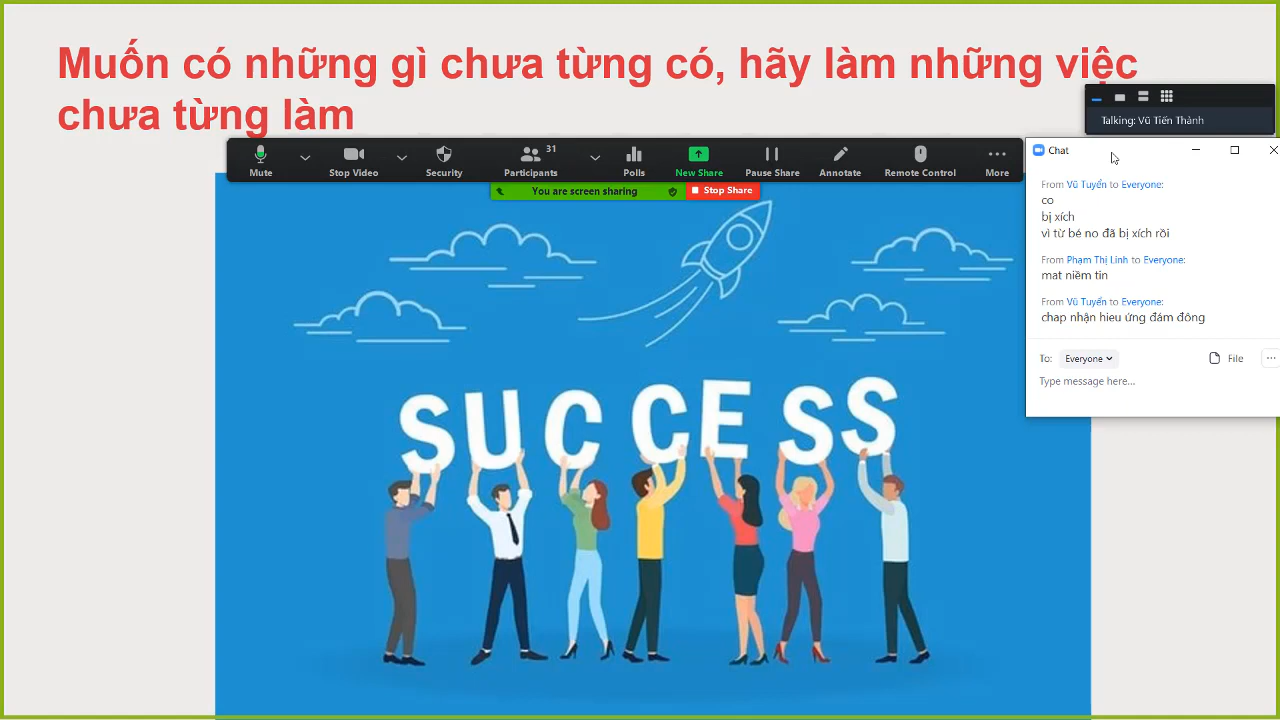 Muốn có những gì chưa từng có, hãy làm những việc
chưa từng làm
Talking: Vũ Tiến Thành
Mute
Stop Video
Security
31
Participants
Polls
New Share
Pause Share
Annotate
Remote Control
More
You are screen sharing
Stop Share
Chat
From Vũ Tuyển to Everyone:
co
bị xích
vì từ bé no đã bị xích rồi
From Phạm Thị Linh to Everyone:
mat niềm tin
From Vũ Tuyển to Everyone:
chap nhận hieu ứng đám đông
To: Everyone
File
Type message here...
SUCCESS